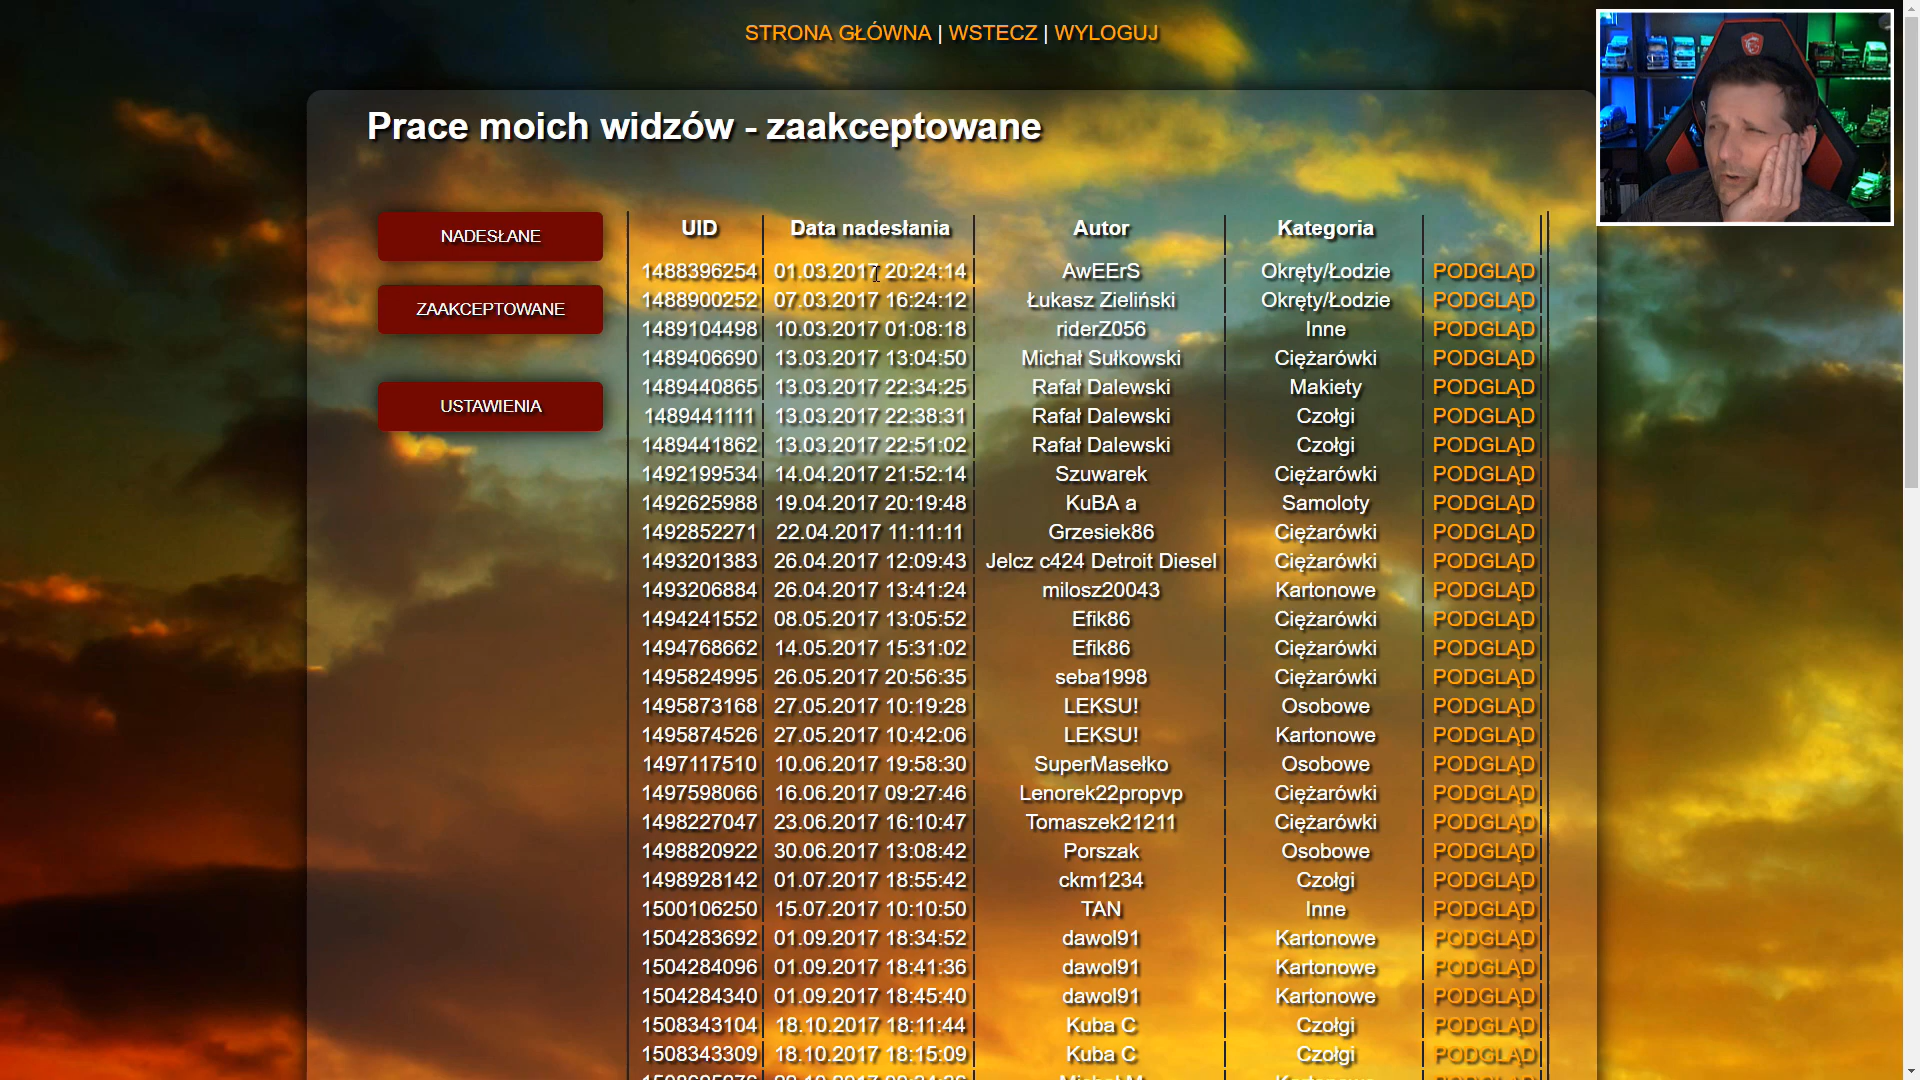 STRONA GŁÓWNA | WSTECZ | WYLOGUJ
Prace moich widzów - zaakceptowane
NADESŁANE
ZAAKCEPTOWANE
USTAWIENIA
UID Data nadesłania Autor Kategoria
1488396254 01.03.2017 20:24:14 AwEErS Okręty/Łodzie PODGLĄD
1488900252 07.03.2017 16:24:12 Łukasz Zieliński Okręty/Łodzie PODGLĄD
1489104498 10.03.2017 01:08:18 riderZ056 Inne PODGLĄD
1489406690 13.03.2017 13:04:50 Michał Sułkowski Ciężarówki PODGLĄD
1489440865 13.03.2017 22:34:25 Rafał Dalewski Makiety PODGLĄD
1489441111 13.03.2017 22:38:31 Rafał Dalewski Czołgi PODGLĄD
1489441862 13.03.2017 22:51:02 Rafał Dalewski Czołgi PODGLĄD
1492199534 14.04.2017 21:52:14 Szuwarek Ciężarówki PODGLĄD
1492625988 19.04.2017 20:19:48 KuBA a Samoloty PODGLĄD
1492852271 22.04.2017 11:11:11 Grzesiek86 Ciężarówki PODGLĄD
1493201383 26.04.2017 12:09:43 Jelcz c424 Detroit Diesel Ciężarówki PODGLĄD
1493206884 26.04.2017 13:41:24 milosz20043 Kartonowe PODGLĄD
1494241552 08.05.2017 13:05:52 Efik86 Ciężarówki PODGLĄD
1494768662 14.05.2017 15:31:02 Efik86 Ciężarówki PODGLĄD
1495824995 26.05.2017 20:56:35 seba1998 Ciężarówki PODGLĄD
1495873168 27.05.2017 10:19:28 LEKSU! Osobowe PODGLĄD
1495874526 27.05.2017 10:42:06 LEKSU! Kartonowe PODGLĄD
1497117510 10.06.2017 19:58:30 SuperMasełko Osobowe PODGLĄD
1497598066 16.06.2017 09:27:46 Lenorek22propvp Ciężarówki PODGLĄD
1498227047 23.06.2017 16:10:47 Tomaszek21211 Ciężarówki PODGLĄD
1498820922 30.06.2017 13:08:42 Porszak Osobowe PODGLĄD
1498928142 01.07.2017 18:55:42 ckm1234 Czołgi PODGLĄD
1500106250 15.07.2017 10:10:50 TAN Inne PODGLĄD
1504283692 01.09.2017 18:34:52 dawol91 Kartonowe PODGLĄD
1504284096 01.09.2017 18:41:36 dawol91 Kartonowe PODGLĄD
1504284340 01.09.2017 18:45:40 dawol91 Kartonowe PODGLĄD
1508343104 18.10.2017 18:11:44 Kuba C Czołgi PODGLĄD
1508343309 18.10.2017 18:15:09 Kuba C Czołgi PODGLĄD